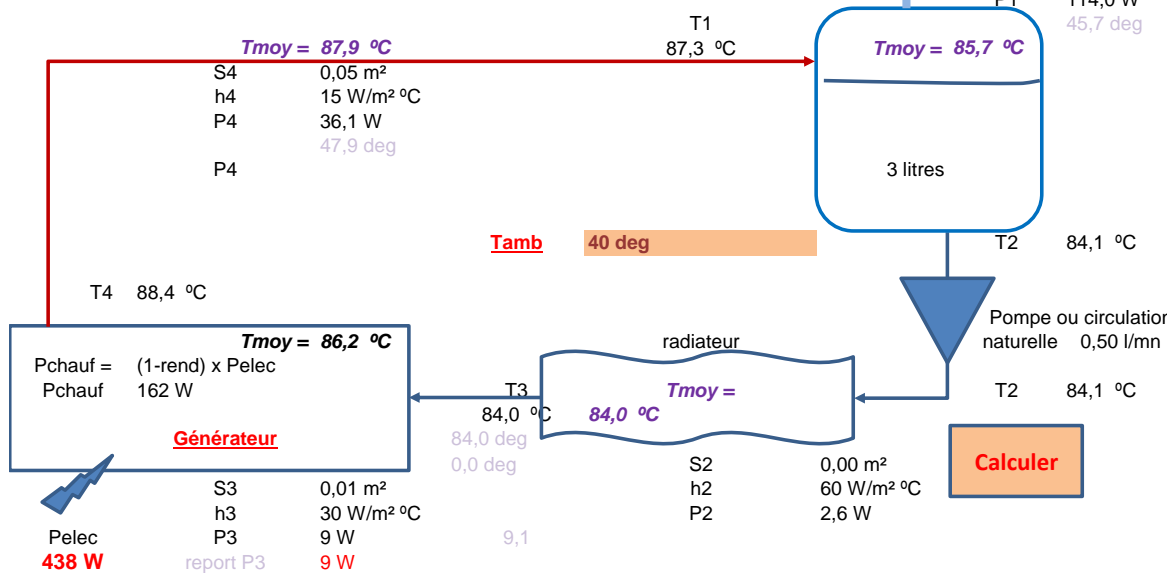 P1 114,0 W
45,7 deg
T1
87,3 ºC
Tmoy = 87,9 ºC
S4 0,05 m²
h4 15 W/m² ºC
P4 36,1 W
47,9 deg
P4
Tmoy = 85,7 ºC
3 litres
Tamb 40 deg
T2 84,1 ºC
T4 88,4 ºC
Pompe ou circulation
naturelle 0,50 l/mn
Tmoy = 86,2 ºC
Pchauf = (1-rend) x Pelec
Pchauf 162 W
Générateur
radiateur
T3
84,0 ºC
84,0 deg
0,0 deg
Tmoy =
84,0 ºC
T2 84,1 ºC
Calculer
S2 0,00 m²
h2 60 W/m² ºC
P2 2,6 W
S3 0,01 m²
h3 30 W/m² ºC
P3 9 W 9,1
report P3 9 W
Pelec
438 W